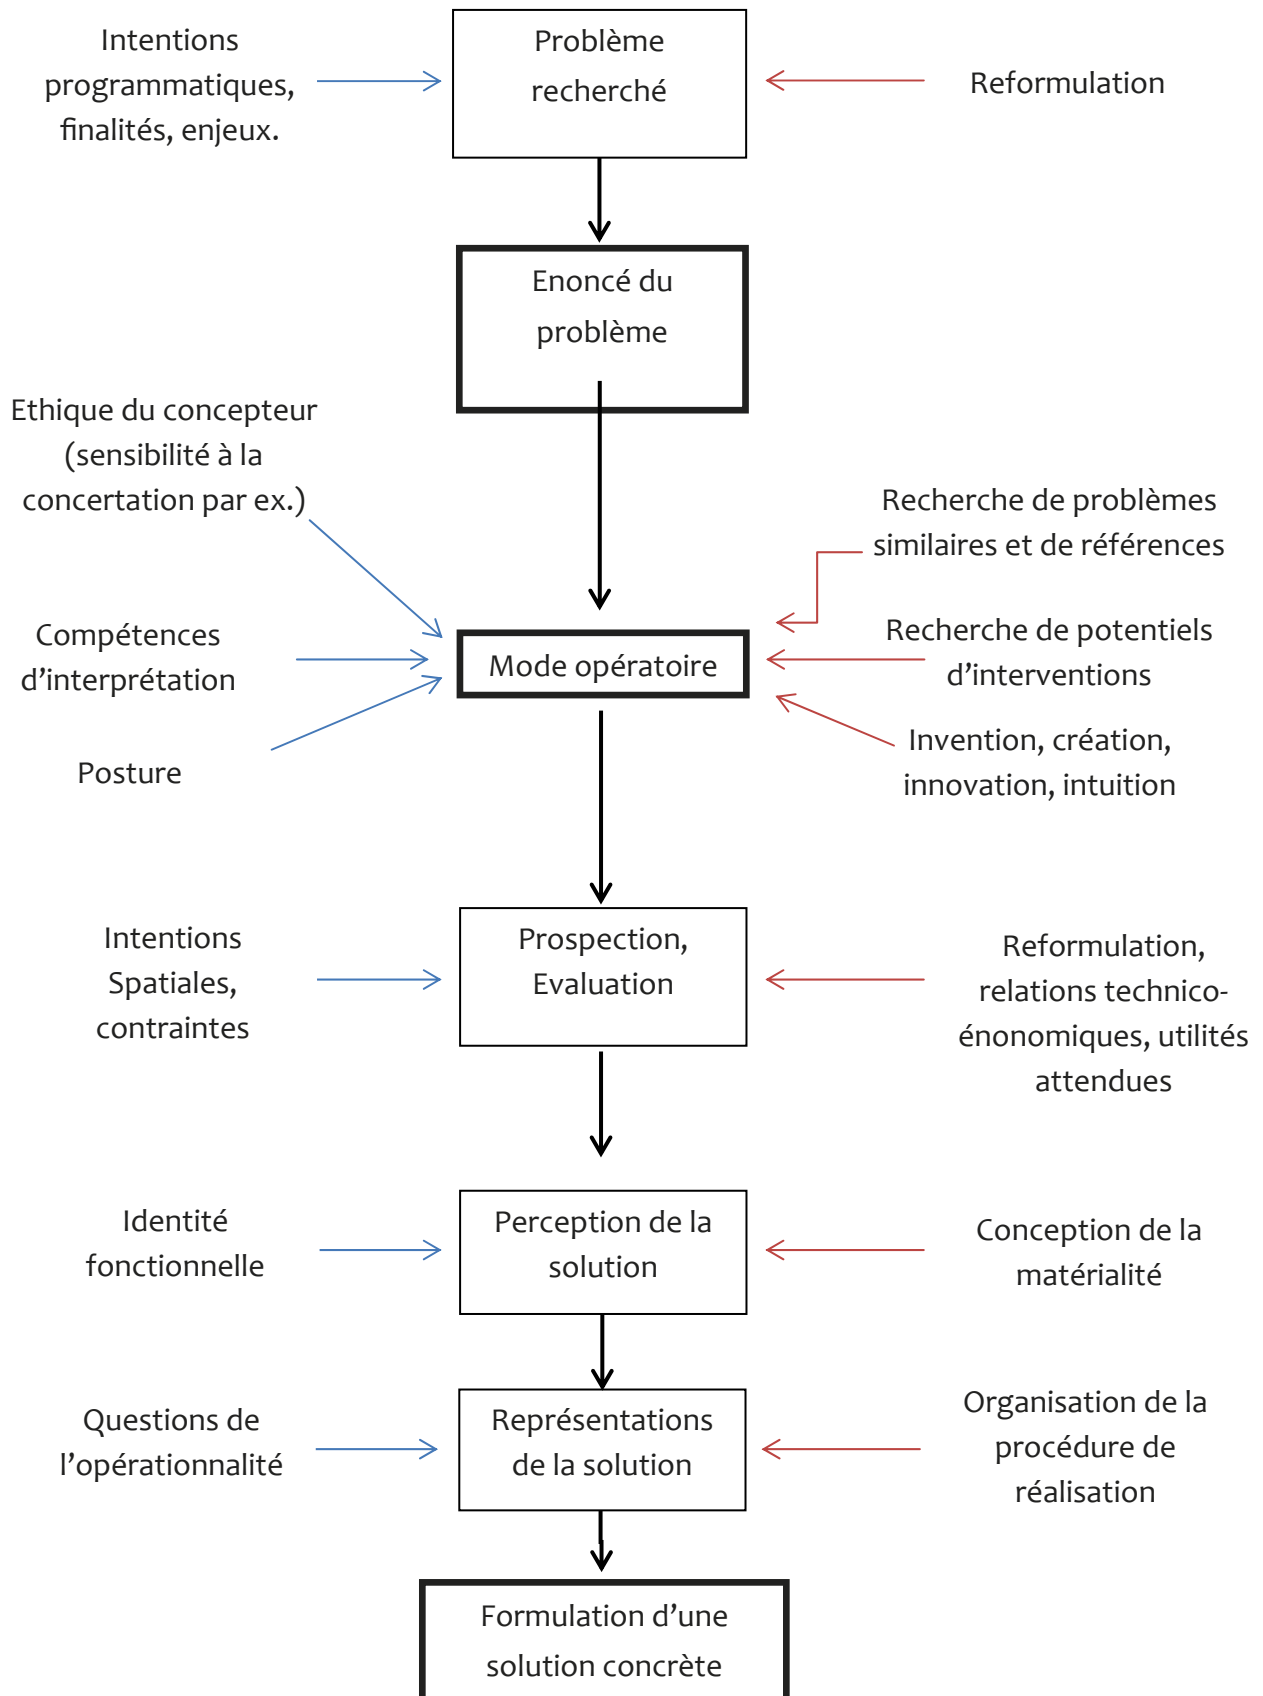 Intentions
programmatiques,
finalités, enjeux.
Problème
recherché
Reformulation
Enoncé du
problème
Ethique du concepteur
(sensibilité à la
concertation par ex.)
Recherche de problèmes
similaires et de références
Compétences
d’interprétation
Mode opératoire
Recherche de potentiels
d’interventions
Posture
Invention, création,
innovation, intuition
Intentions
Spatiales,
contraintes
Prospection,
Evaluation
Reformulation,
relations technico-
énonomiques, utilités
attendues
Identité
fonctionnelle
Perception de la
solution
Conception de la
matérialité
Questions de
l’opérationnalité
Représentations
de la solution
Organisation de la
procédure de
réalisation
Formulation d’une
solution concrète